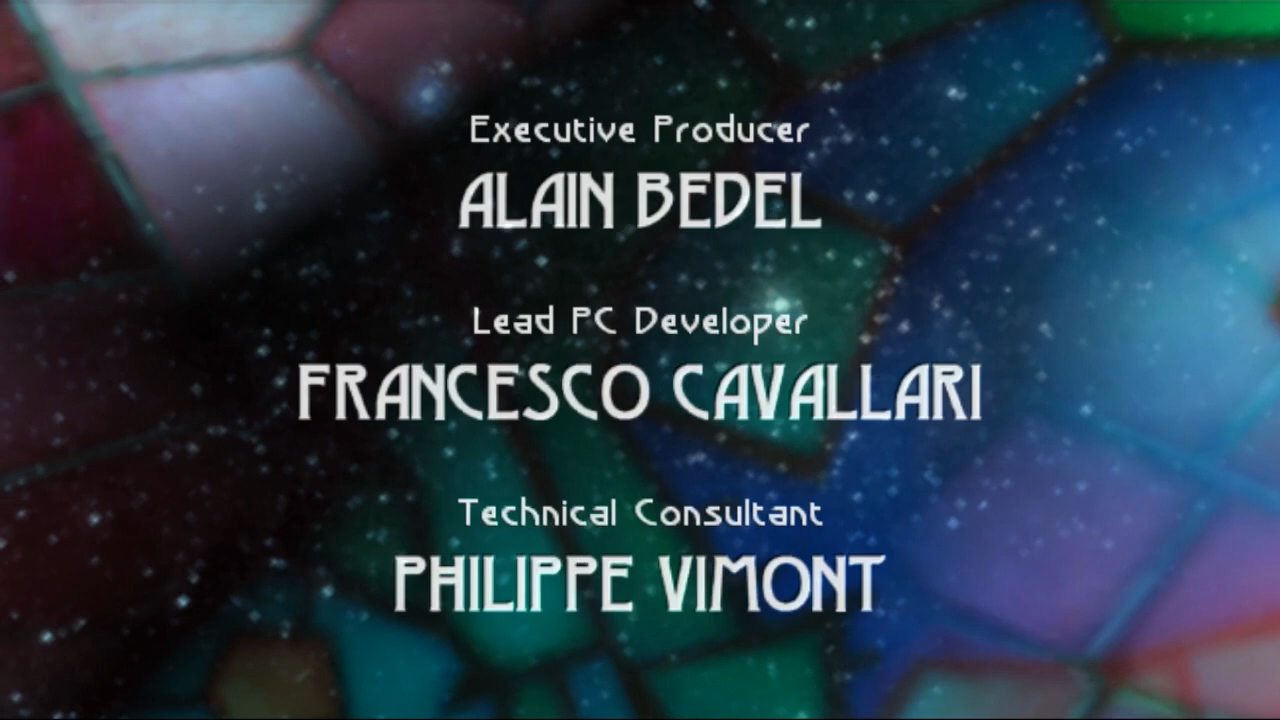 Executive Producer
ALAIN BEDEL
Lead PC Developer
FRANCESCO CAVALLARI
Technical Consultant
PHILIPPE VIMONT